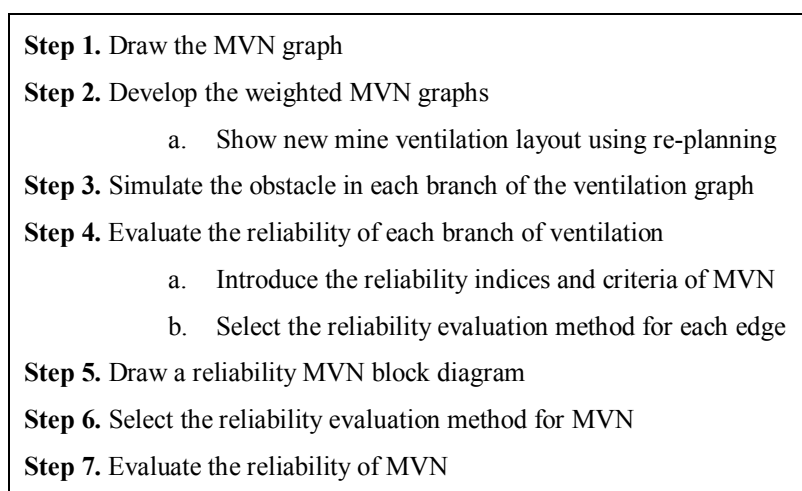 Step 1. Draw the MVN graph
Step 2. Develop the weighted MVN graphs
a. Show new mine ventilation layout using re-planning
Step 3. Simulate the obstacle in each branch of the ventilation graph
Step 4. Evaluate the reliability of each branch of ventilation
a. Introduce the reliability indices and criteria of MVN
b. Select the reliability evaluation method for each edge
Step 5. Draw a reliability MVN block diagram
Step 6. Select the reliability evaluation method for MVN
Step 7. Evaluate the reliability of MVN